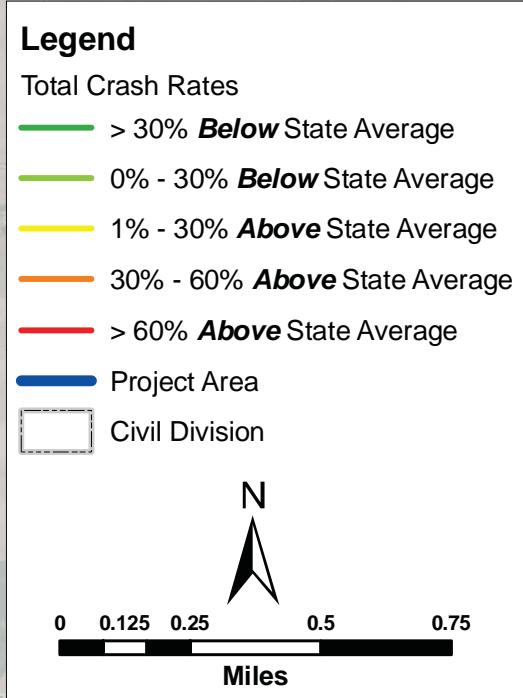 Legend
Total Crash Rates
> 30% Below State Average
0% - 30% Below State Average
1% - 30% Above State Average
30% - 60% Above State Average
> 60% Above State Average
Project Area
Civil Division
N
0 0.125 0.25 0.5 0.75
Miles